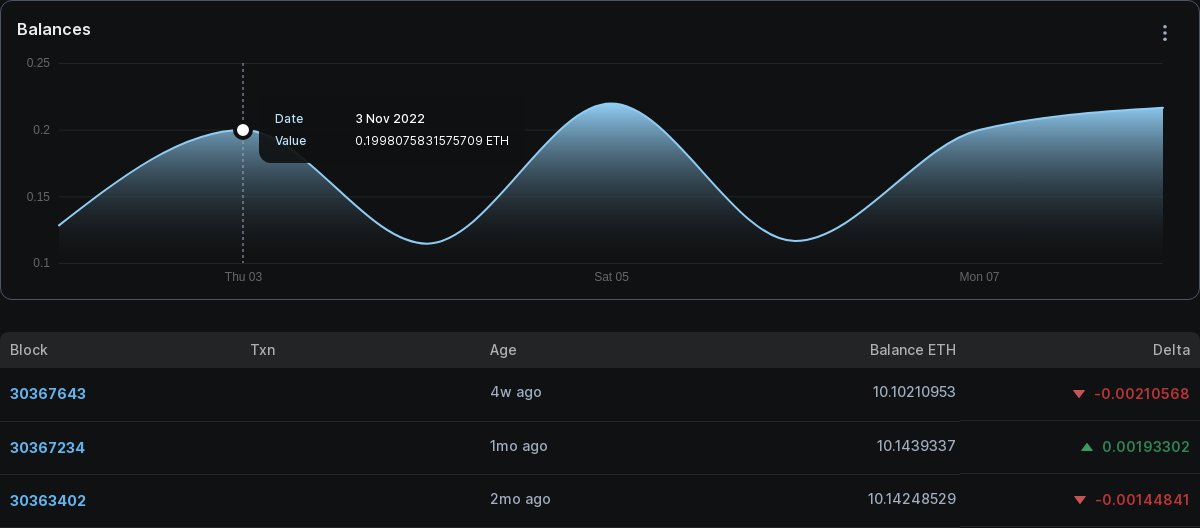 Balances
0.25
0.2
0.15
0.1
Date 3 Nov 2022
Value 0.1998075831575709 ETH
Thu 03 Sat 05 Mon 07
Block Txn Age Balance ETH Delta
30367643 4w ago 10.10210953 -0.00210568
30367234 1mo ago 10.1439337 0.00193302
30363402 2mo ago 10.14248529 -0.00144841